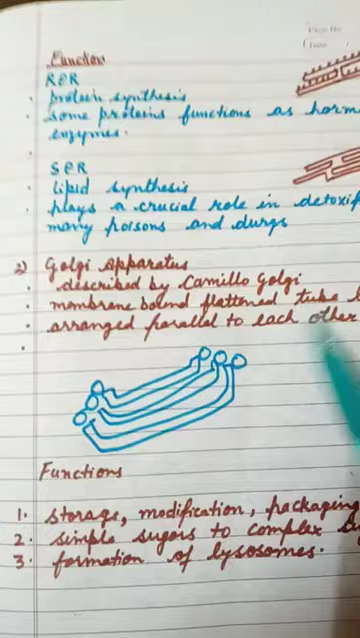 Page No
Function
RER
• protein synthesis
• some proteins functions as horm
enzymes.
SER
• lipid synthesis
• plays a crucial role in detoxif
many poisons and durgs
2) Golgi Apparatus
• described by Camillo Golgi
• membrane bound flattened tube
• arranged parallel to each other
•
Functions
1. storage, modification, packaging
2. simple sugars to complex
3. formation of lysosomes.